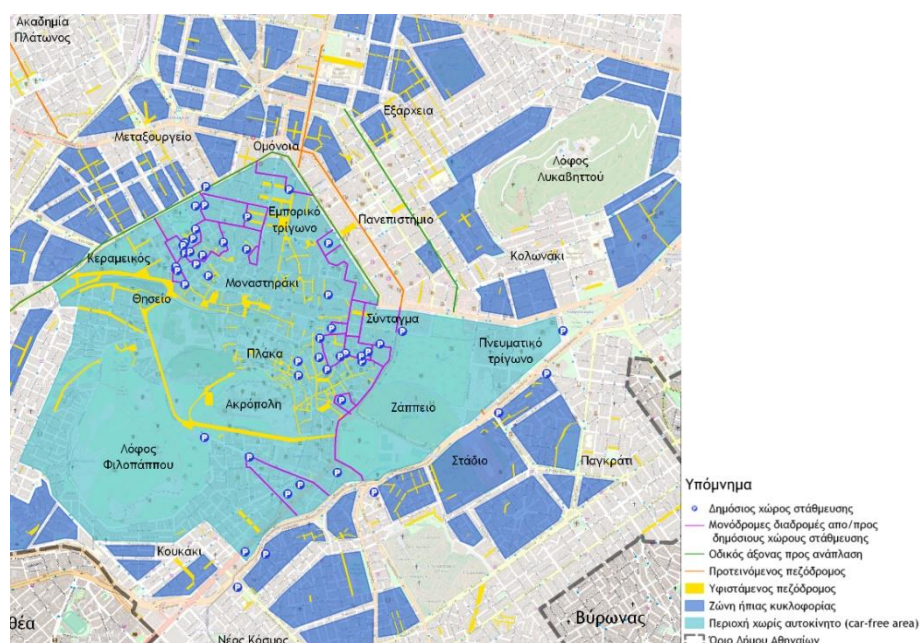 Ακαδημία
Πλάτωνος
Εξάρχεια
Μεταξουργείο
Ομόνοια
Λόφος
Λυκαβηττού
Εμπορικό
τρίγωνο
Πανεπιστήμιο
Κεραμεικός
Κολωνάκι
Μοναστηράκι
Θησείο
Σύνταγμα
Πνευματικό
τρίγωνο
Πλάκα
Ακρόπολη
Ζάππειο
Λόφος
Φιλοπάππου
Στάδιο
Παγκράτι
Κουκάκι
θέα
Νέος Κόσμος
Βύρωνας
Υπόμνημα
Δημόσιος χώρος στάθμευσης
Μονόδρομες διαδρομές απο/προς
δημόσιους χώρους στάθμευσης
Οδικός άξονας προς ανάπλαση
Προτεινόμενος πεζόδρομος
Υφιστάμενος πεζόδρομος
Ζώνη ήπιας κυκλοφορίας
Περιοχή χωρίς αυτοκίνητο (car-free area)
Όριο Δήμου Αθηναίων